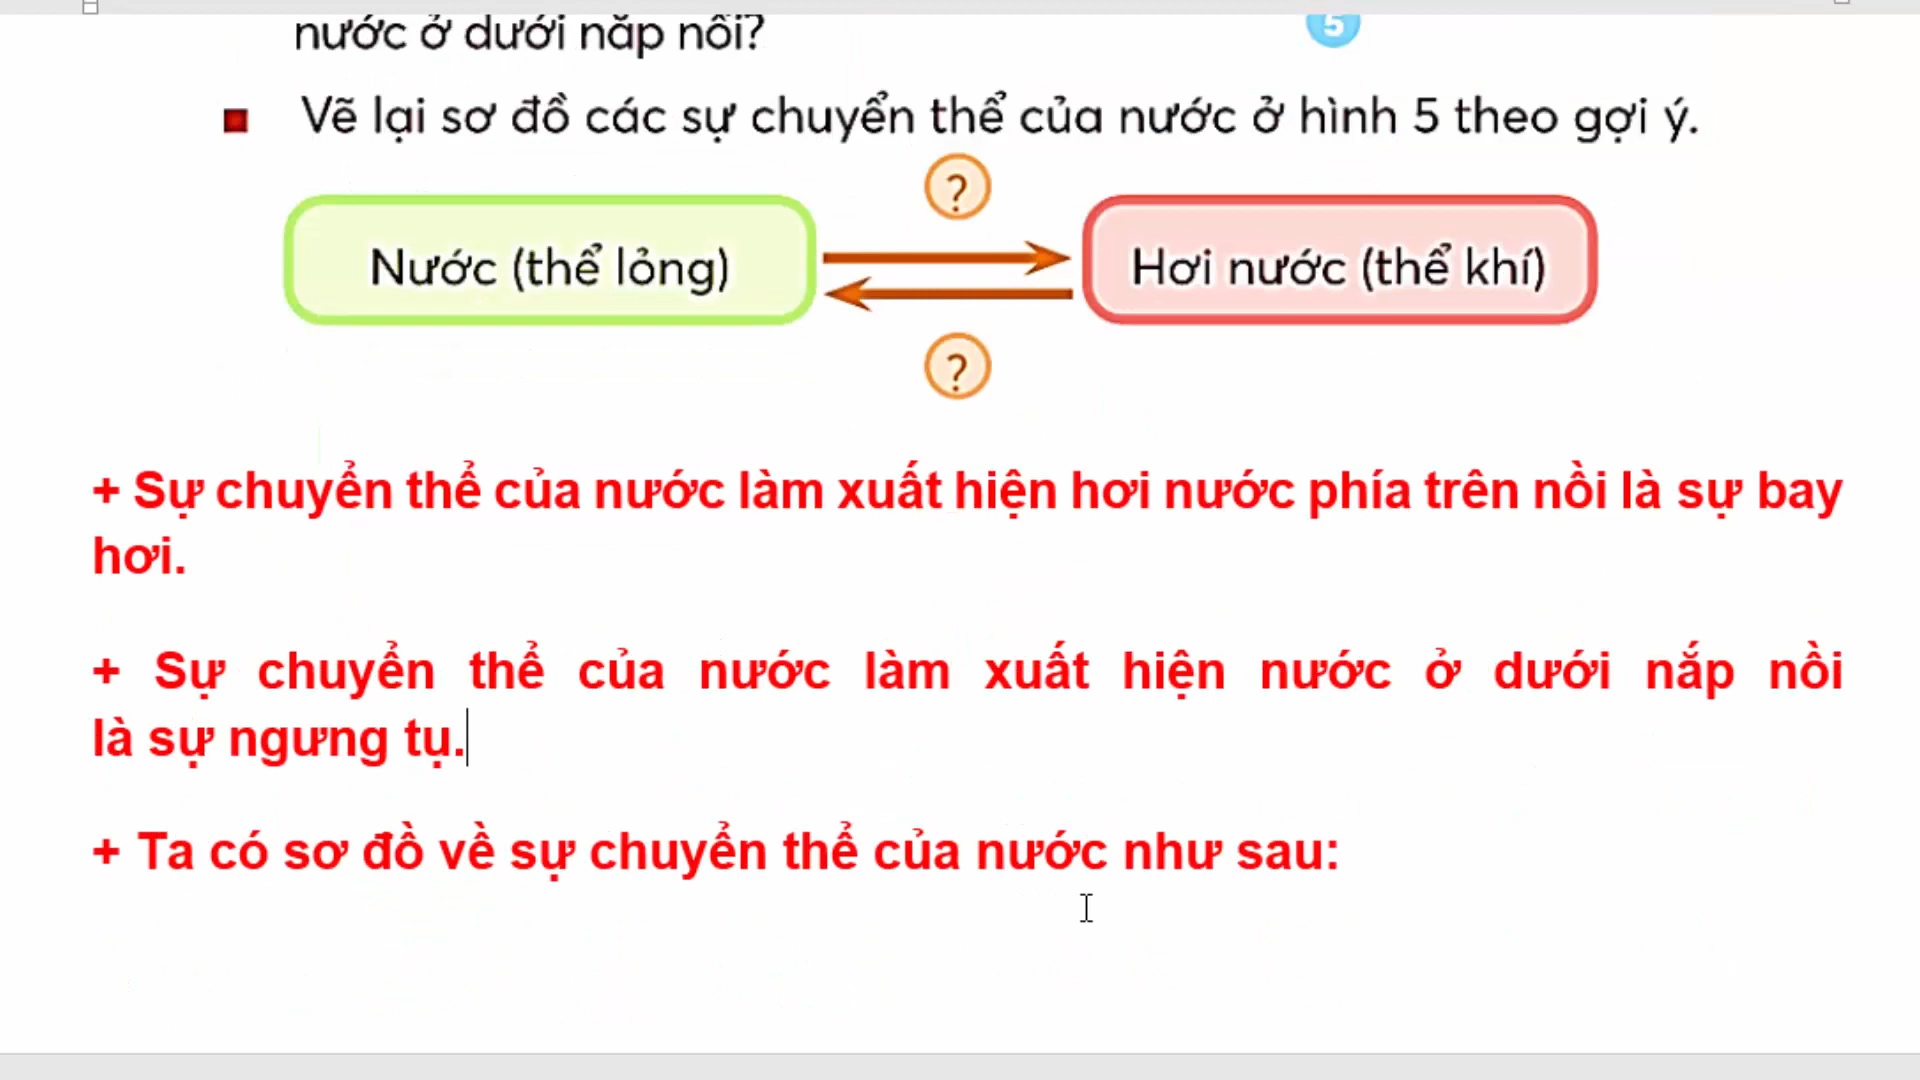 nước ở dưới nắp nồi?
5
Vẽ lại sơ đồ các sự chuyển thể của nước ở hình 5 theo gợi ý.
?
Nước (thể lỏng)
Hơi nước (thể khí)
?
+ Sự chuyển thể của nước làm xuất hiện hơi nước phía trên nồi là sự bay
hơi.
+ Sự chuyển thể của nước làm xuất hiện nước ở dưới nắp nồi
là sự ngưng tụ.
+ Ta có sơ đồ về sự chuyển thể của nước như sau: